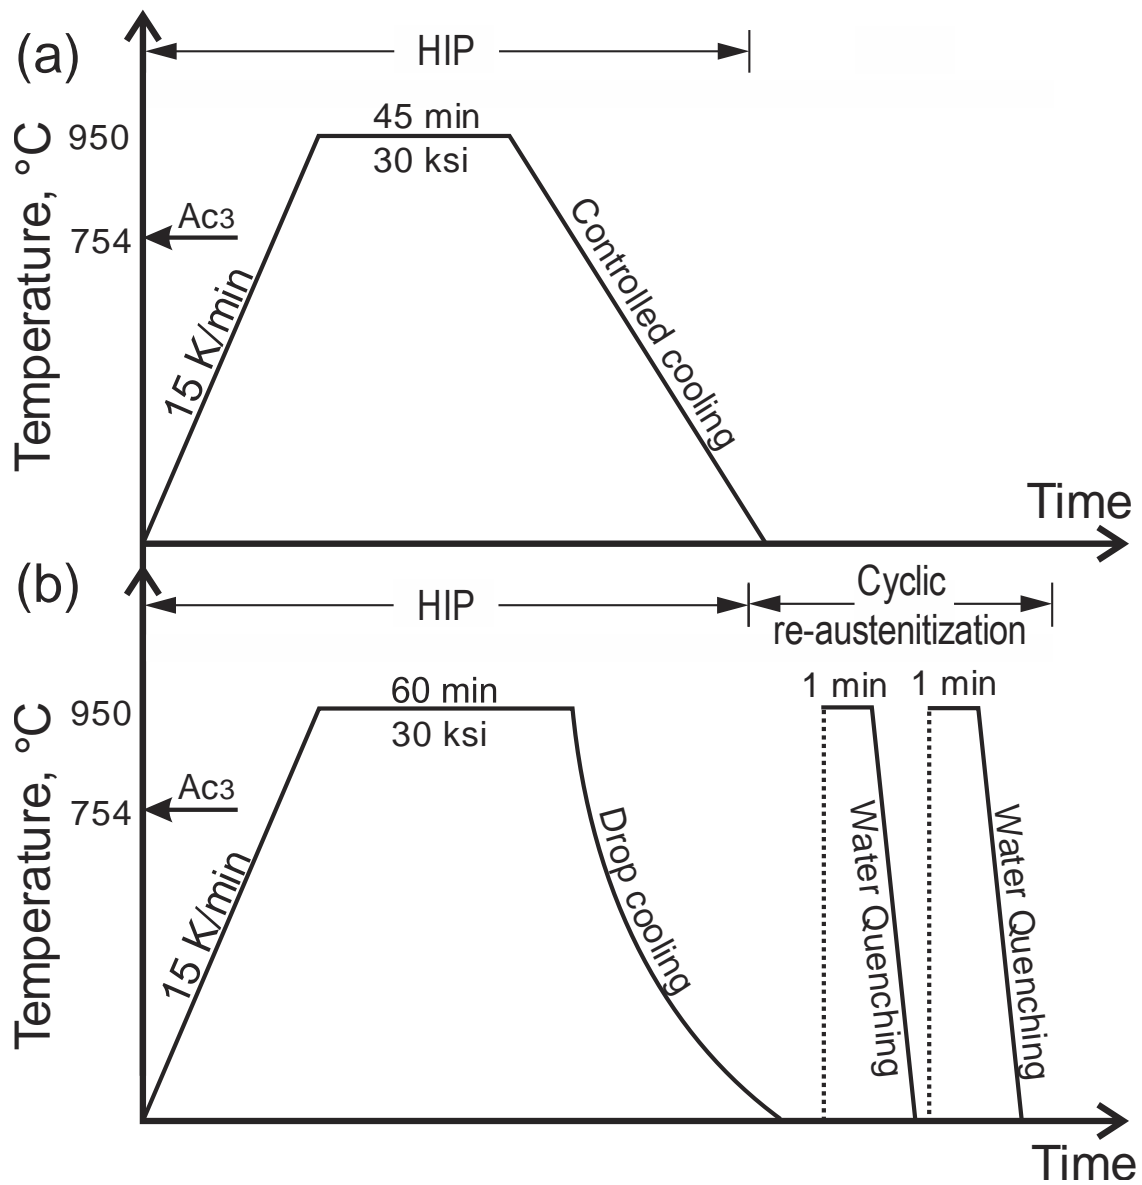 (a)
HIP
45 min
950
30 ksi
Ac3
754
15 K/min
Controlled cooling
Temperature, °C
Time
(b)
HIP
Cyclic
re-austenitization
60 min
1 min
1 min
950
30 ksi
Ac3
754
15 K/min
Drop cooling
Water Quenching
Water Quenching
Temperature, °C
Time